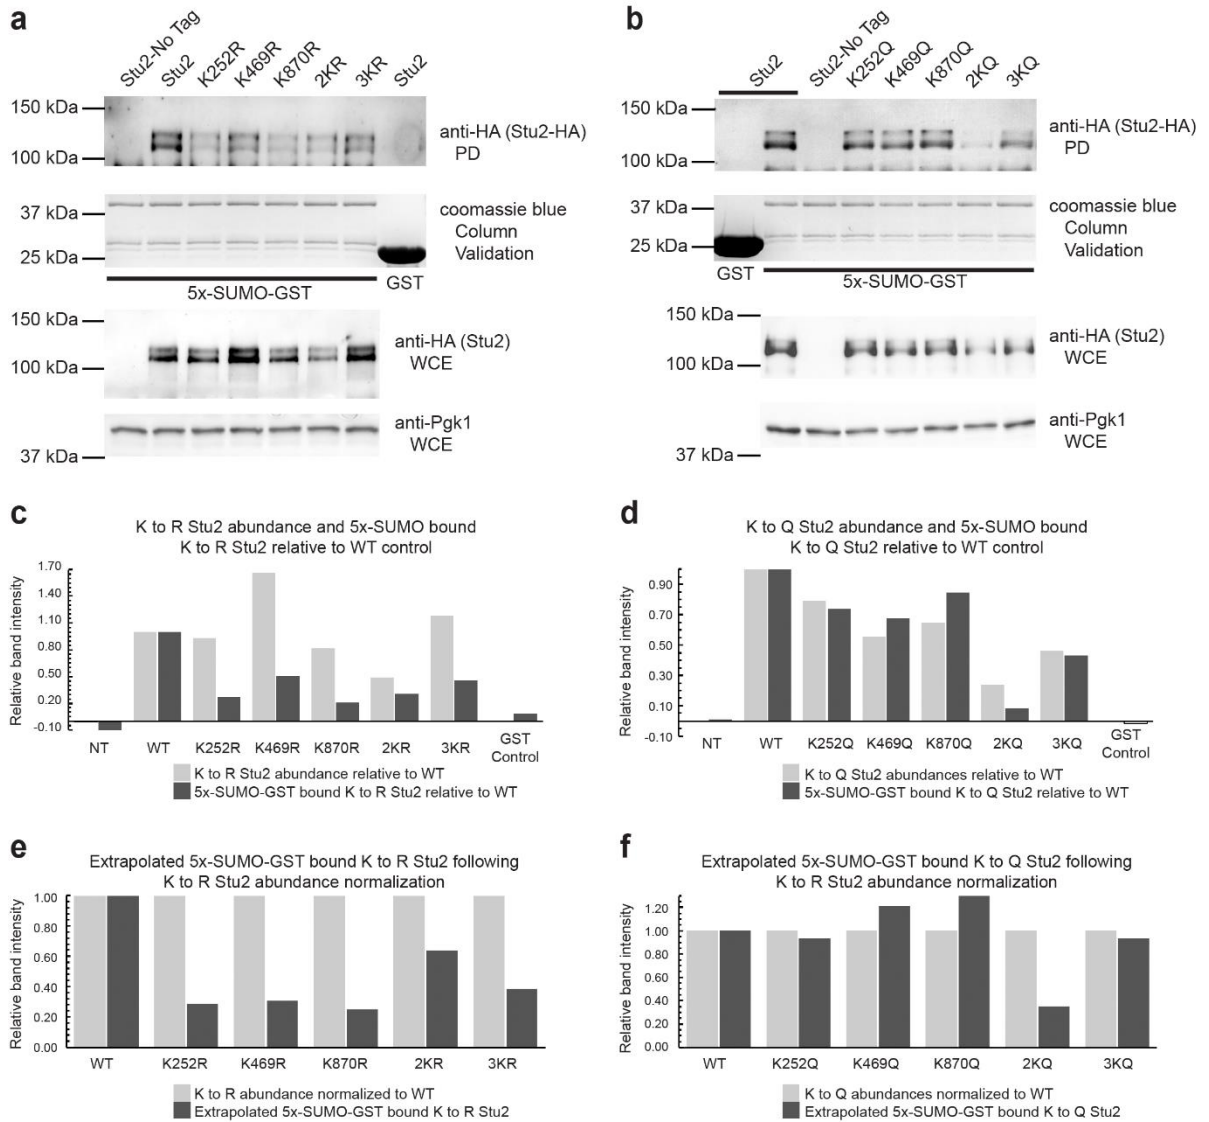 a
Stu2-No Tag
Stu2
K252R
K469R
K870R
2KR
3KR
Stu2
150 kDa
100 kDa
anti-HA (Stu2-HA)
PD
37 kDa
25 kDa
coomassie blue
Column
Validation
5x-SUMO-GST
GST
150 kDa
100 kDa
anti-HA (Stu2)
WCE
anti-Pgk1
WCE
37 kDa
b
Stu2
Stu2-No Tag
K252Q
K469Q
K870Q
2KQ
3KQ
150 kDa
100 kDa
anti-HA (Stu2-HA)
PD
37 kDa
25 kDa
coomassie blue
Column
Validation
GST
5x-SUMO-GST
150 kDa
100 kDa
anti-HA (Stu2)
WCE
anti-Pgk1
WCE
37 kDa
c
K to R Stu2 abundance and 5x-SUMO bound
K to R Stu2 relative to WT control
Relative band intensity
1.70
1.40
1.10
0.80
0.50
0.20
-0.10
NT
WT
K252R
K469R
K870R
2KR
3KR
GST
Control
K to R Stu2 abundance relative to WT
5x-SUMO-GST bound K to R Stu2 relative to WT
d
K to Q Stu2 abundance and 5x-SUMO bound
K to Q Stu2 relative to WT control
Relative band intensity
0.90
0.70
0.50
0.30
0.10
-0.10
NT
WT
K252Q
K469Q
K870Q
2KQ
3KQ
GST
Control
K to Q Stu2 abundances relative to WT
5x-SUMO-GST bound K to Q Stu2 relative to WT
e
Extrapolated 5x-SUMO-GST bound K to R Stu2 following
K to R Stu2 abundance normalization
Relative band intensity
1.00
0.80
0.60
0.40
0.20
0.00
WT
K252R
K469R
K870R
2KR
3KR
K to R abundance normalized to WT
Extrapolated 5x-SUMO-GST bound K to R Stu2
f
Extrapolated 5x-SUMO-GST bound K to Q Stu2 following
K to R Stu2 abundance normalization
Relative band intensity
1.20
1.00
0.80
0.60
0.40
0.20
0.00
WT
K252Q
K469Q
K870Q
2KQ
3KQ
K to Q abundances normalized to WT
Extrapolated 5x-SUMO-GST bound K to Q Stu2